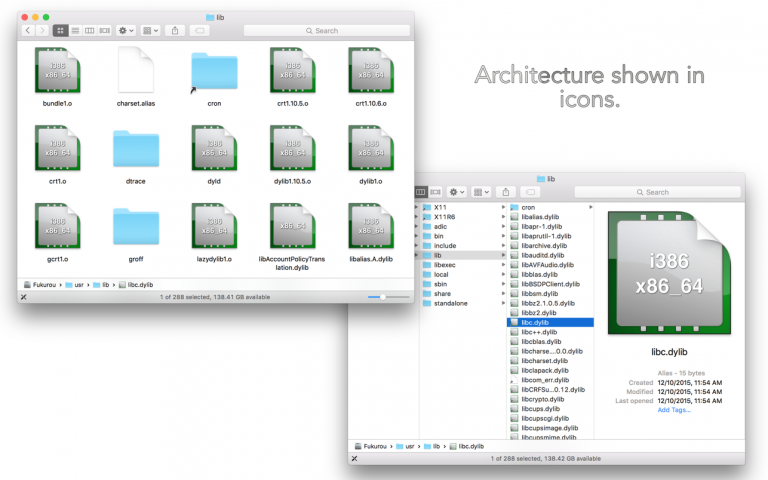 lib
Search
i386
x86_64
bundle1.o
charset.alias
cron
i386
x86_64
crt1.10.5.o
i386
x86_64
crt1.10.6.o
i386
x86_64
crt1.o
dtrace
i386
x86_64
dyld
i386
x86_64
dylib1.10.5.o
i386
x86_64
dylib1.o
i386
x86_64
gcrt1.o
groff
i386
x86_64
lazydylib1.o
x86_64
libAccountPolicyTrans
lation.dylib
i386
x86_64
libalias.A.dylib
Fukurou
usr
lib
libc.dylib
1 of 288 selected, 138.41 GB available
Architecture shown in
icons.
lib
Search
X11
X11R6
adic
bin
include
lib
libexec
local
sbin
share
standalone
cron
libalias.dylib
libapr-1.dylib
libaprutil-1.dylib
libarchive.dylib
libauditd.dylib
libAVFAudio.dylib
libblas.dylib
libBSDPClient.dylib
libbsm.dylib
libbz2.1.0.5.dylib
libbz2.dylib
libc.dylib
libc++.dylib
libcblas.dylib
libcharse....0.0.dylib
libcharset.dylib
libclapack.dylib
libcom_err.dylib
libCRFSu....0.12.dylib
libcrypto.dylib
libcups.dylib
libcupscgi.dylib
libcupsimage.dylib
libcupsmime.dylib
i386
x86_64
libc.dylib
Alias - 15 bytes
Created 12/10/2015, 11:54 AM
Modified 12/10/2015, 11:54 AM
Last opened 12/10/2015, 11:54 AM
Add Tags...
Fukurou
usr
lib
libc.dylib
1 of 288 selected, 138.42 GB available